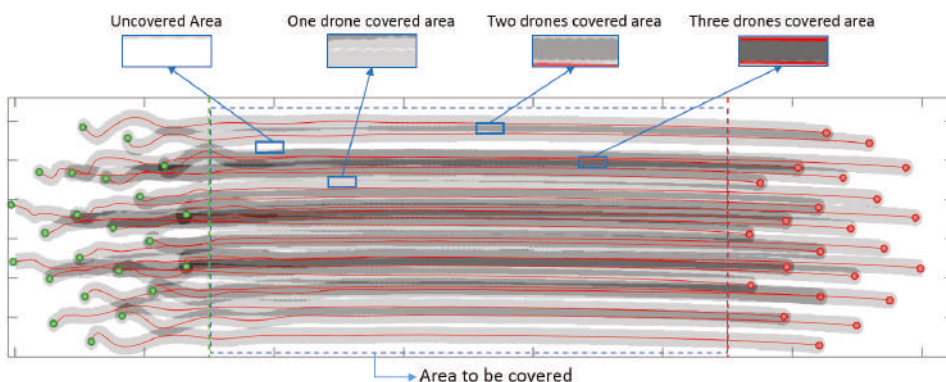 Uncovered Area
One drone covered area
Two drones covered area
Three drones covered area
Area to be covered